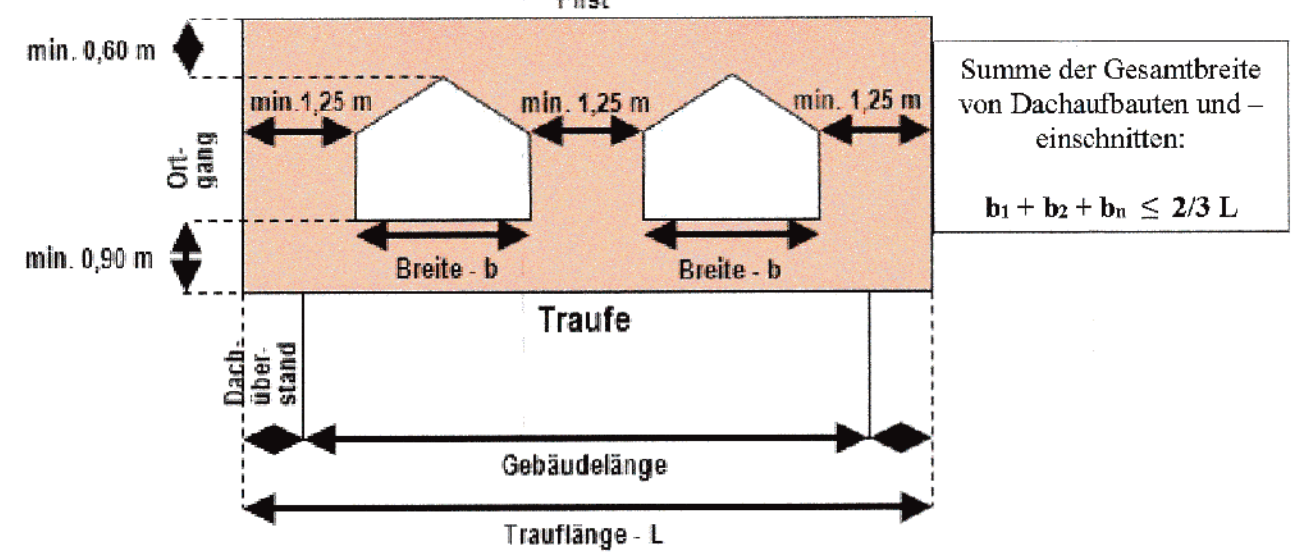 First
min. 0,60 m
min.1,25 m
min. 1,25 m
min. 1,25 m
Ort-
gang
min. 0,90 m
Breite - b
Breite - b
Traufe
Dach-
über-
stand
Gebäudelänge
Trauflänge - L
Summe der Gesamtbreite
von Dachaufbauten und –
einschnitten:
b₁ + b₂ + bₙ ≤ 2/3 L